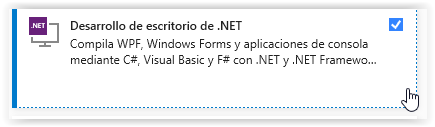 .NET
Desarrollo de escritorio de .NET
Compila WPF, Windows Forms y aplicaciones de consola
mediante C#, Visual Basic y F# con .NET y .NET Framewo...